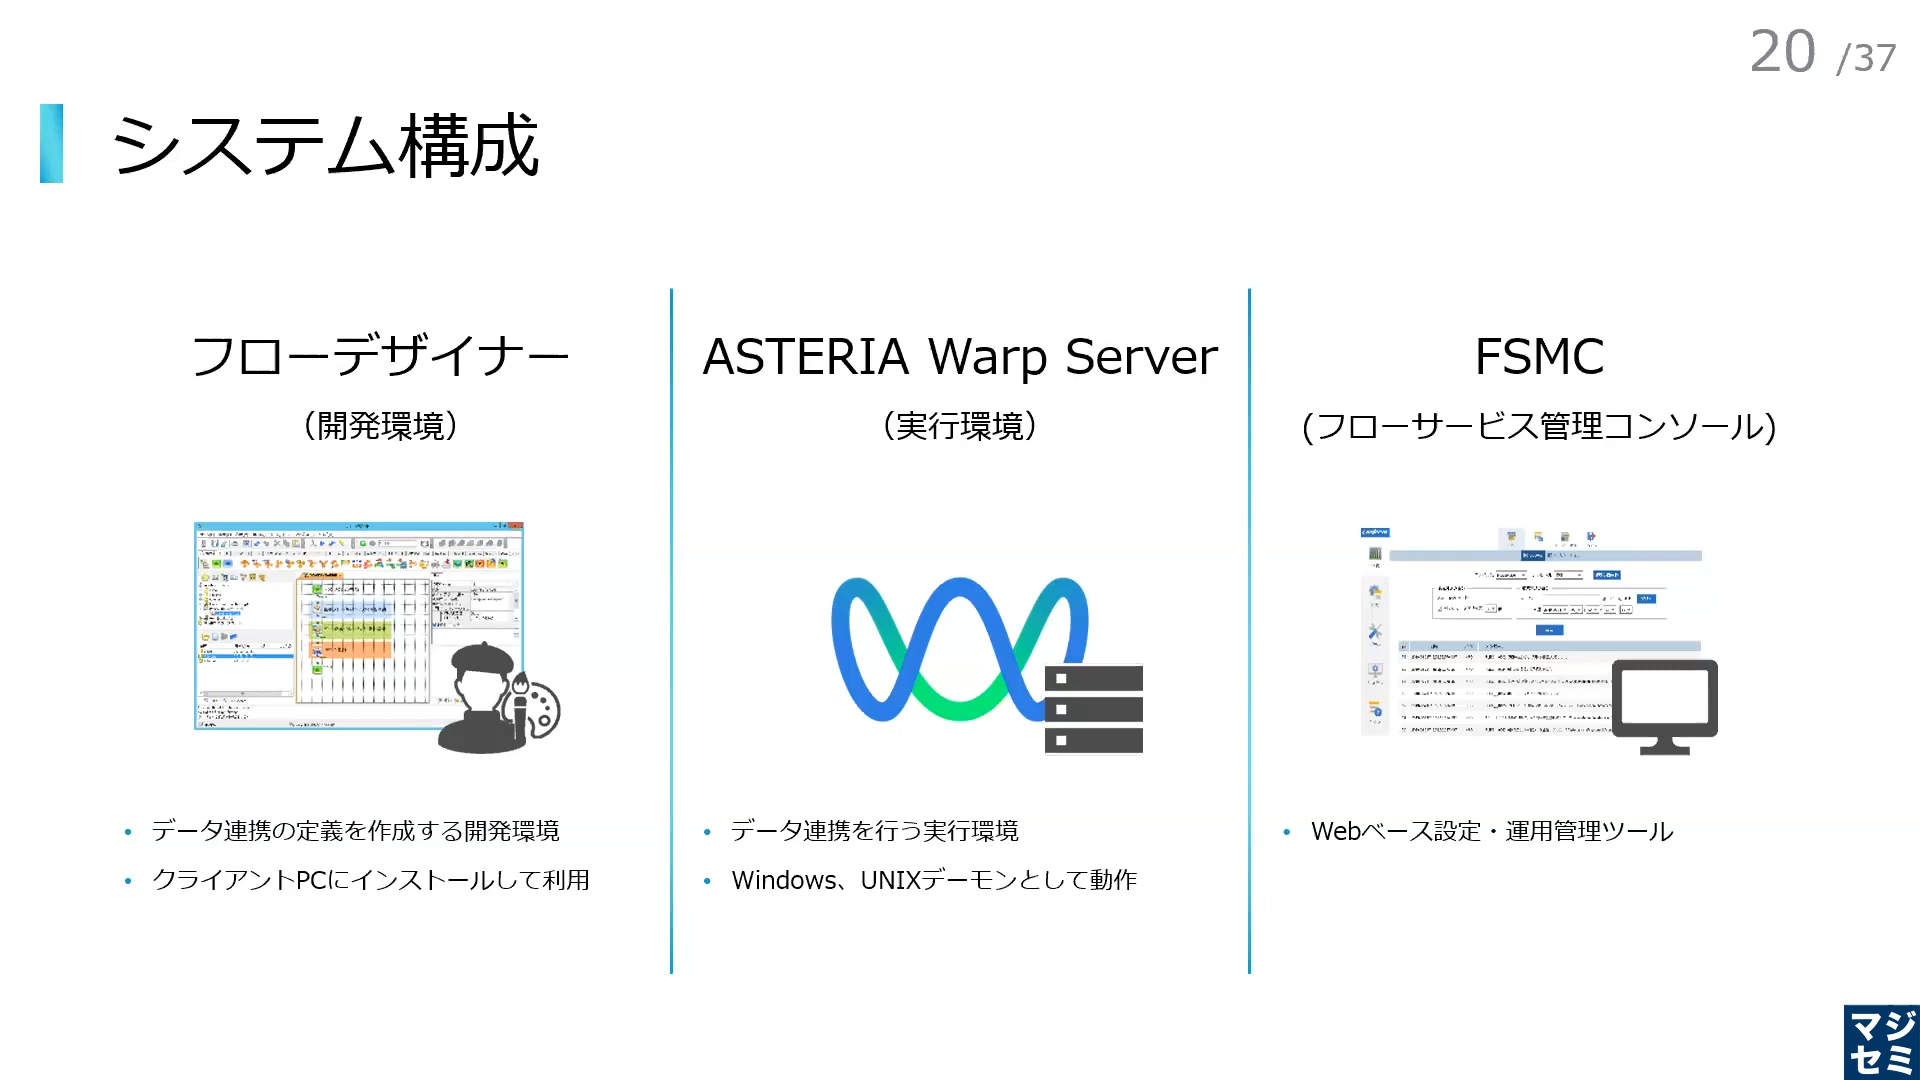 20 /37
システム構成
フローデザイナー
（開発環境）
データ連携の定義を作成する開発環境
クライアントPCにインストールして利用
ASTERIA Warp Server
（実行環境）
データ連携を行う実行環境
Windows、UNIXデーモンとして動作
FSMC
(フローサービス管理コンソール)
Webベース設定・運用管理ツール
マジ
セミ